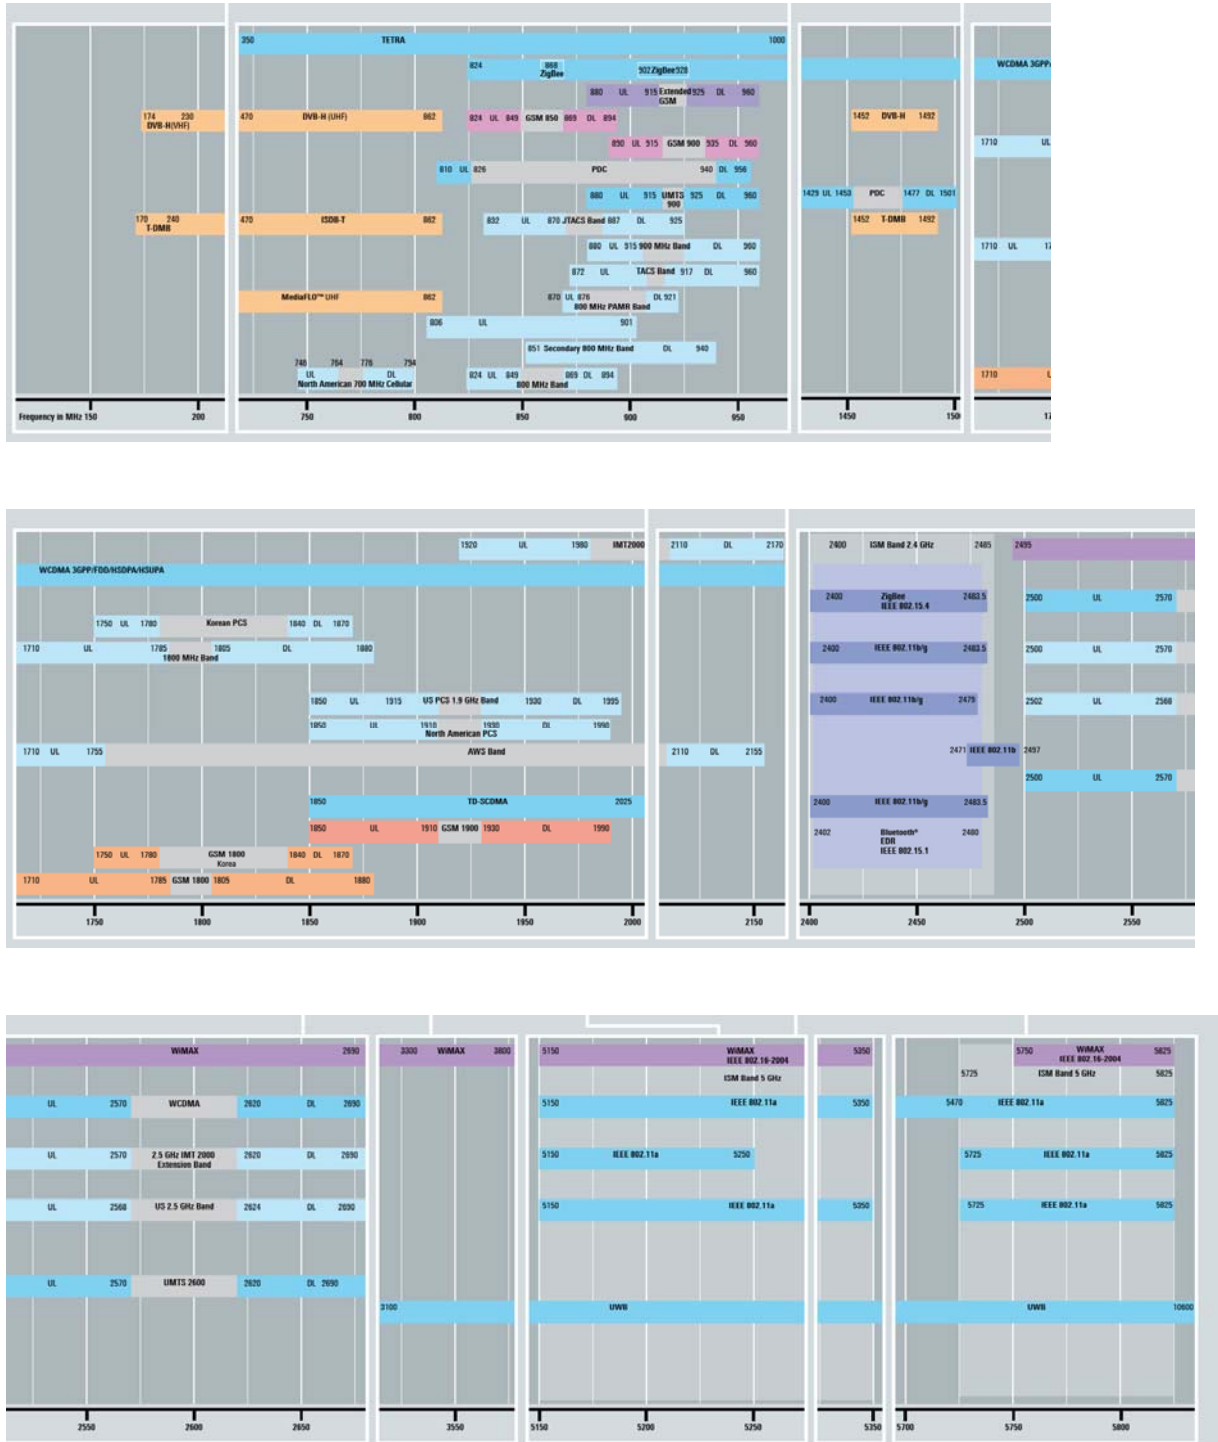 350 TETRA 1000
WCDMA 3GPP/
824 868 902 ZigBee 928
ZigBee
880 UL 915 Extended 925 DL 960
GSM
174 230 470 DVB-H (UHF) 862 824 UL 849 GSM 850 869 DL 894 1452 DVB-H 1492
DVB-H(VHF)
890 UL 915 GSM 900 935 DL 960 1710 UL
810 UL 826 PDC 940 DL 956
880 UL 915 UMTS 925 DL 960 1429 UL 1453 PDC 1477 DL 1501
900
170 240 470 ISDB-T 862 832 UL 870 JTACS Band 887 DL 925 1452 T-DMB 1492
T-DMB
880 UL 915 900 MHz Band DL 960 1710 UL 17
872 UL TACS Band 917 DL 960
MediaFLO™ UHF 862 870 UL 876 DL 921
800 MHz PAMR Band
806 UL 901
851 Secondary 800 MHz Band DL 940
746 764 776 794
UL DL 824 UL 849 869 DL 894 1710 U
North American 700 MHz Cellular 800 MHz Band
Frequency in MHz 150 200 750 800 850 900 950 1450 150 17
1920 UL 1980 IMT2000 2110 DL 2170 2400 ISM Band 2.4 GHz 2485 2495
WCDMA 3GPP/FDD/HSDPA/HSUPA
2400 ZigBee 2483.5 2500 UL 2570
IEEE 802.15.4
1750 UL 1780 Korean PCS 1840 DL 1870
1710 UL 1785 1805 DL 1880 2400 IEEE 802.11b/g 2483.5 2500 UL 2570
1800 MHz Band
1850 UL 1915 US PCS 1.9 GHz Band 1930 DL 1995 2400 IEEE 802.11b/g 2479 2502 UL 2568
1850 UL 1910 1930 DL 1990
North American PCS
1710 UL 1755 AWS Band 2110 DL 2155 2471 IEEE 802.11b 2497
2500 UL 2570
1850 TD-SCDMA 2025 2400 IEEE 802.11b/g 2483.5
1850 UL 1910 GSM 1900 1930 DL 1990 2402 Bluetooth* 2480
EDR
IEEE 802.15.1
1750 UL 1780 GSM 1800 1840 DL 1870
Korea
1710 UL 1785 GSM 1800 1805 DL 1880
1750 1800 1850 1900 1950 2000 2150 2400 2450 2500 2550
WiMAX 2690 3300 WiMAX 3800 5150 WiMAX 5350 5750 WiMAX 5825
IEEE 802.16-2004 IEEE 802.16-2004
ISM Band 5 GHz 5725 ISM Band 5 GHz 5825
UL 2570 WCDMA 2620 DL 2690 5150 IEEE 802.11a 5350 5470 IEEE 802.11a 5825
UL 2570 2.5 GHz IMT 2000 2620 DL 2690 5150 IEEE 802.11a 5250 5725 IEEE 802.11a 5825
Extension Band
UL 2568 US 2.5 GHz Band 2624 DL 2690 5150 IEEE 802.11a 5350 5725 IEEE 802.11a 5825
UL 2570 UMTS 2600 2620 DL 2690
3100 UWB UWB 10600
2550 2600 2650 3550 5150 5200 5250 5350 5700 5750 5800